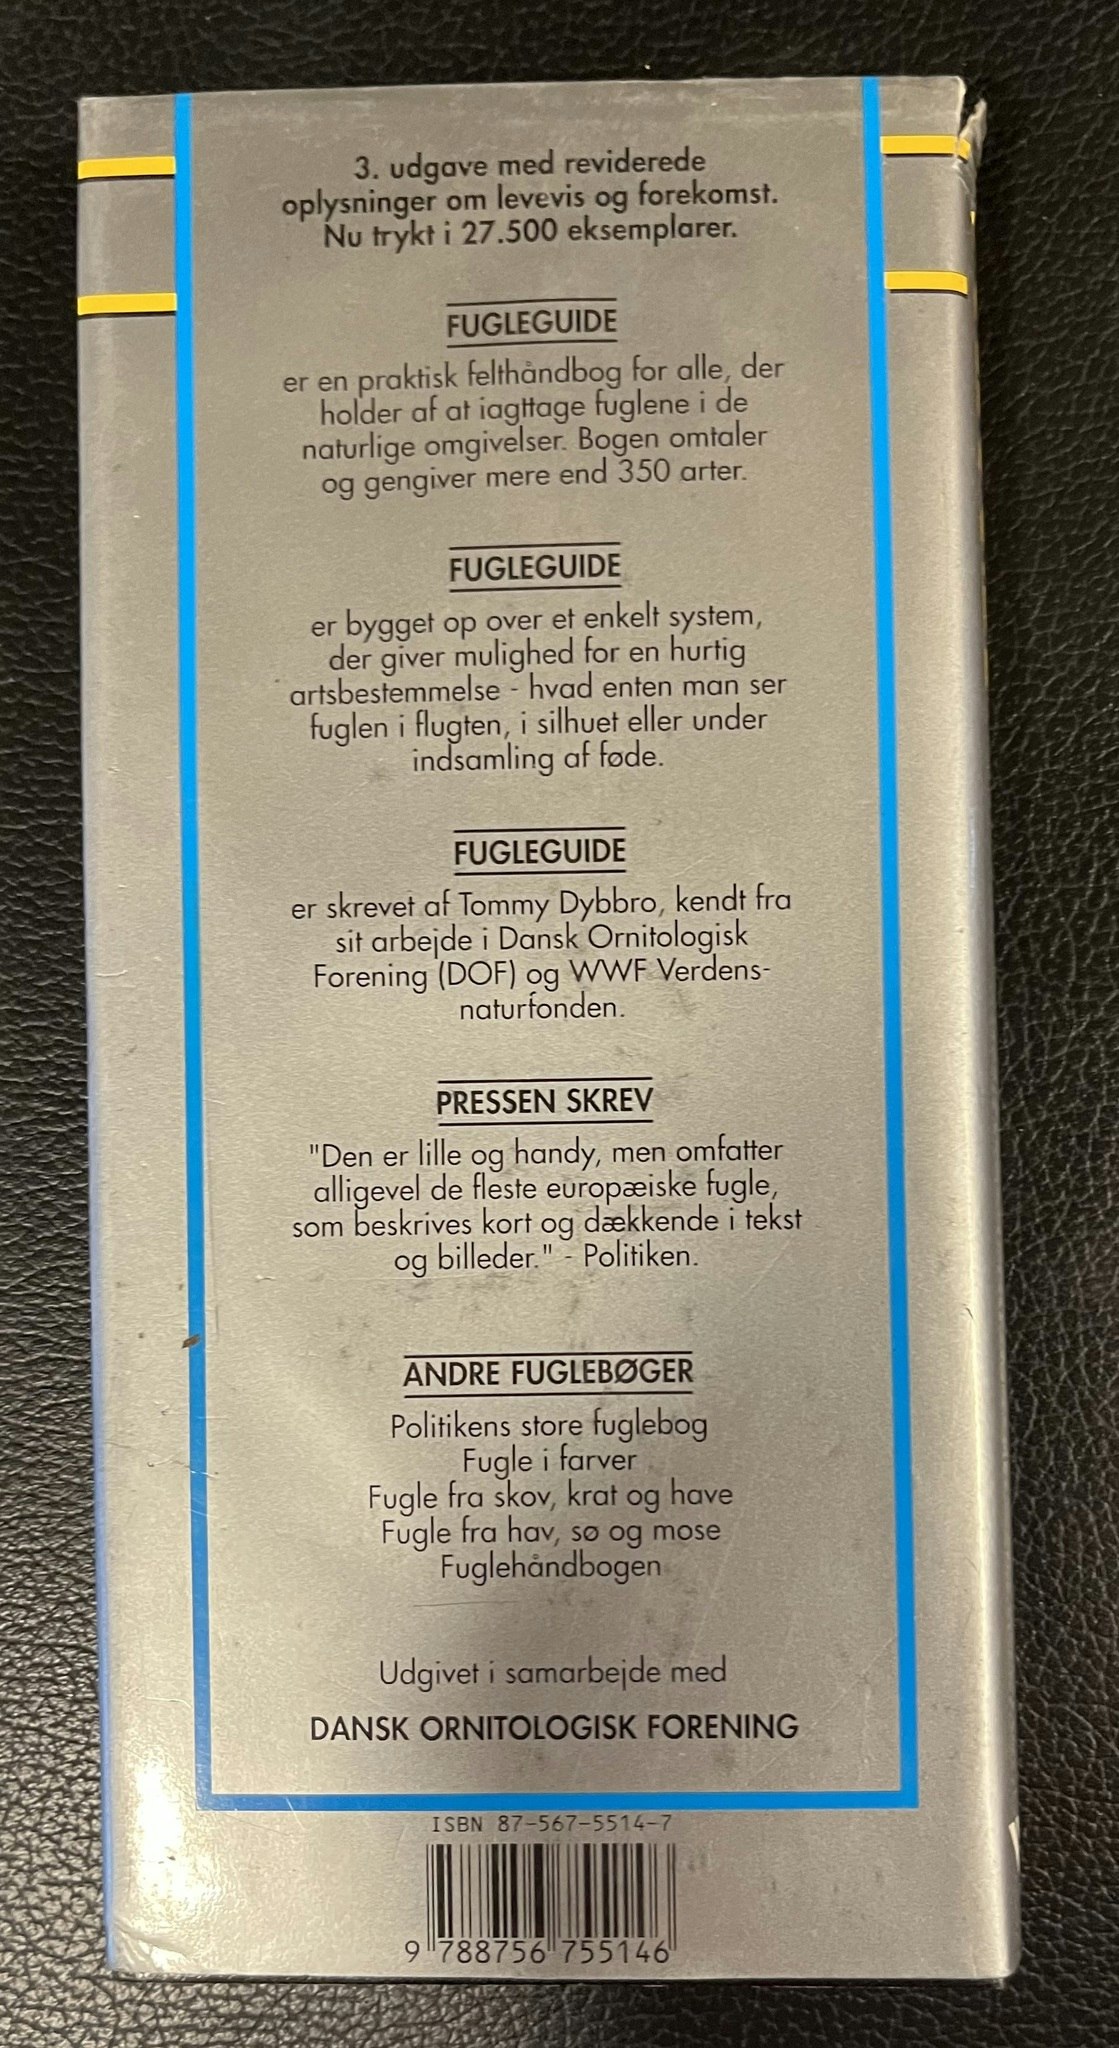 3. udgave med reviderede
oplysninger om levevis og forekomst.
Nu trykt i 27.500 eksemplarer.
FUGLEGUIDE
er en praktisk felthåndbog for alle, der
holder af at iagttage fuglene i de
naturlige omgivelser. Bogen omtaler
og gengiver mere end 350 arter.
FUGLEGUIDE
er bygget op over et enkelt system,
der giver mulighed for en hurtig
artsbestemmelse - hvad enten man ser
fuglen i flugten, i silhuet eller under
indsamling af føde.
FUGLEGUIDE
er skrevet af Tommy Dybbro, kendt fra
sit arbejde i Dansk Ornitologisk
Forening (DOF) og WWF Verdens-
naturfonden.
PRESSEN SKREV
"Den er lille og handy, men omfatter
alligevel de fleste europæiske fugle,
som beskrives kort og dækkende i tekst
og billeder." - Politiken.
ANDRE FUGLEBØGER
Politikens store fuglebog
Fugle i farver
Fugle fra skov, krat og have
Fugle fra hav, sø og mose
Fuglehåndbogen
Udgivet i samarbejde med
DANSK ORNITOLOGISK FORENING
ISBN 87-567-5514-7
9 788756 755146